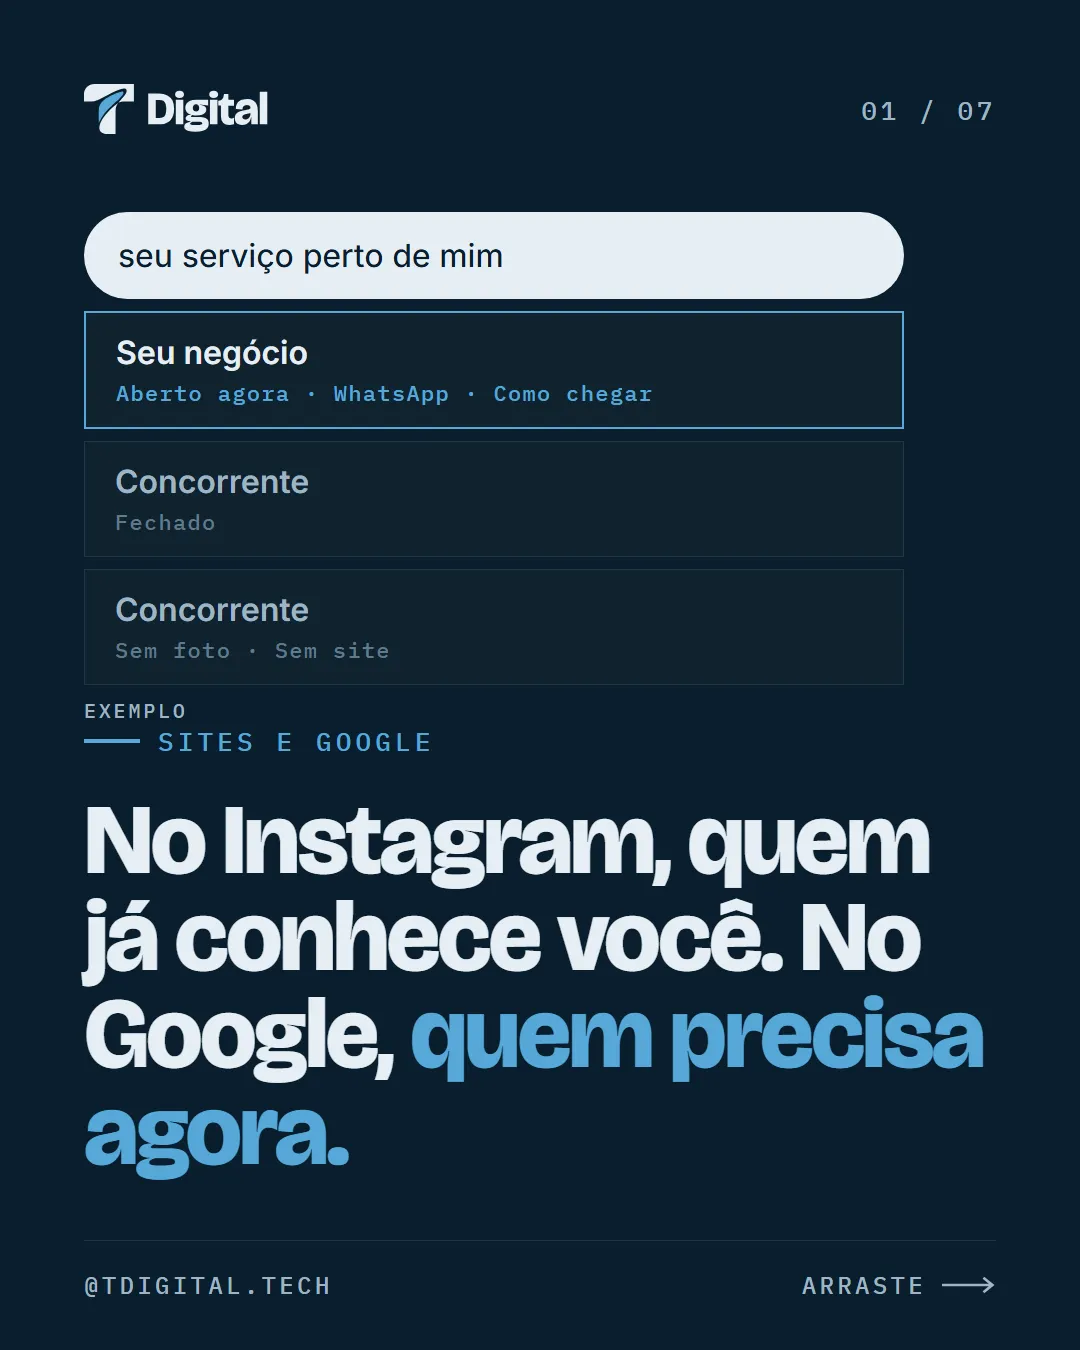 Digital
01 / 07
seu serviço perto de mim
Seu negócio
Aberto agora · WhatsApp · Como chegar
Concorrente
Fechado
Concorrente
Sem foto · Sem site
EXEMPLO
SITES E GOOGLE
No Instagram, quem
já conhece você. No
Google, quem precisa
agora.
@TDIGITAL.TECH
ARRASTE